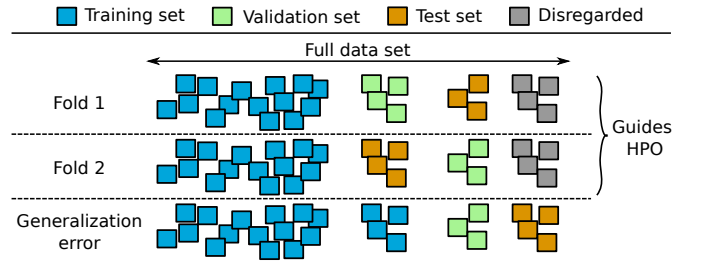 Training set Validation set Test set Disregarded
Full data set
Fold 1
Fold 2
Guides
HPO
Generalization
error